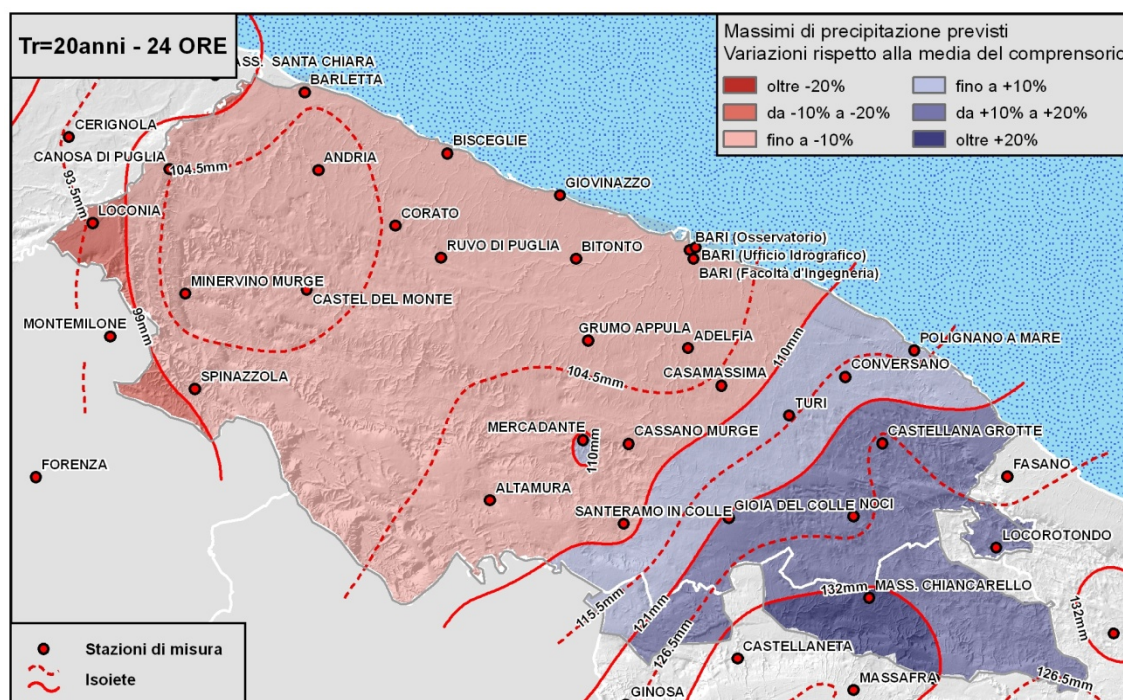 Tr=20anni - 24 ORE
Massimi di precipitazione previsti
Variazioni rispetto alla media del comprensorio
oltre -20%
fino a +10%
da -10% a -20%
da +10% a +20%
fino a -10%
oltre +20%
SANTA CHIARA
BARLETTA
CERIGNOLA
BISCEGLIE
CANOSA DI PUGLIA
104.5mm
ANDRIA
93.5mm
GIOVINAZZO
LOCONIA
CORATO
BARI (Osservatorio)
RUVO DI PUGLIA
BITONTO
BARI (Ufficio Idrografico)
BARI (Facoltà d'Ingegneria)
MINERVINO MURGE
CASTEL DEL MONTE
99mm
MONTEMILONE
GRUMO APPULA
ADELFIA
110mm
POLIGNANO A MARE
CONVERSANO
SPINAZZOLA
104.5mm
CASAMASSIMA
TURI
MERCADANTE
CASSANO MURGE
CASTELLANA GROTTE
110mm
FORENZA
FASANO
ALTAMURA
SANTERAMO IN COLLE
GIOIA DEL COLLE
NOCI
LOCOROTONDO
115.5mm
121mm
132mm
MASS. CHIANCARELLO
132mm
126.5mm
CASTELLANETA
126.5mm
GINOSA
MASSAFRA
Stazioni di misura
Isoiete